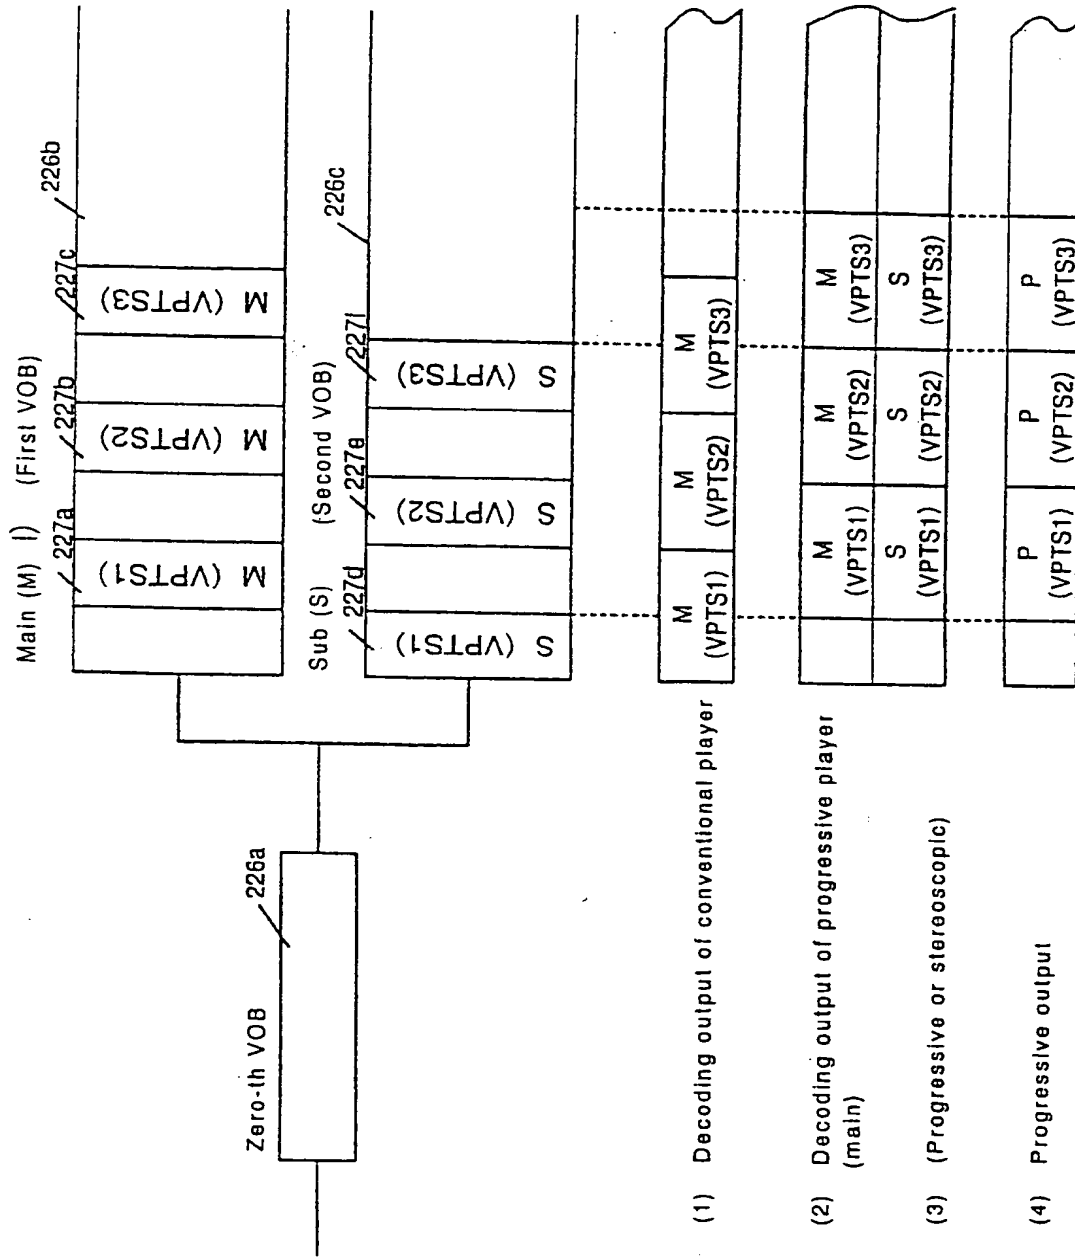 Main (M) I) (First VOB)
227a 227b 227c 226b
M (VPTS1) M (VPTS2) M (VPTS3)
Zero-th VOB 226a
Sub (S) (Second VOB)
227d 227e 227f 226c
S (VPTS1) S (VPTS2) S (VPTS3)
(1) Decoding output of conventional player
M M M
(VPTS1) (VPTS2) (VPTS3)
(2) Decoding output of progressive player
(main)
M M M
(VPTS1) (VPTS2) (VPTS3)
(3) (Progressive or stereoscopic)
S S S
(VPTS1) (VPTS2) (VPTS3)
(4) Progressive output
P P P
(VPTS1) (VPTS2) (VPTS3)